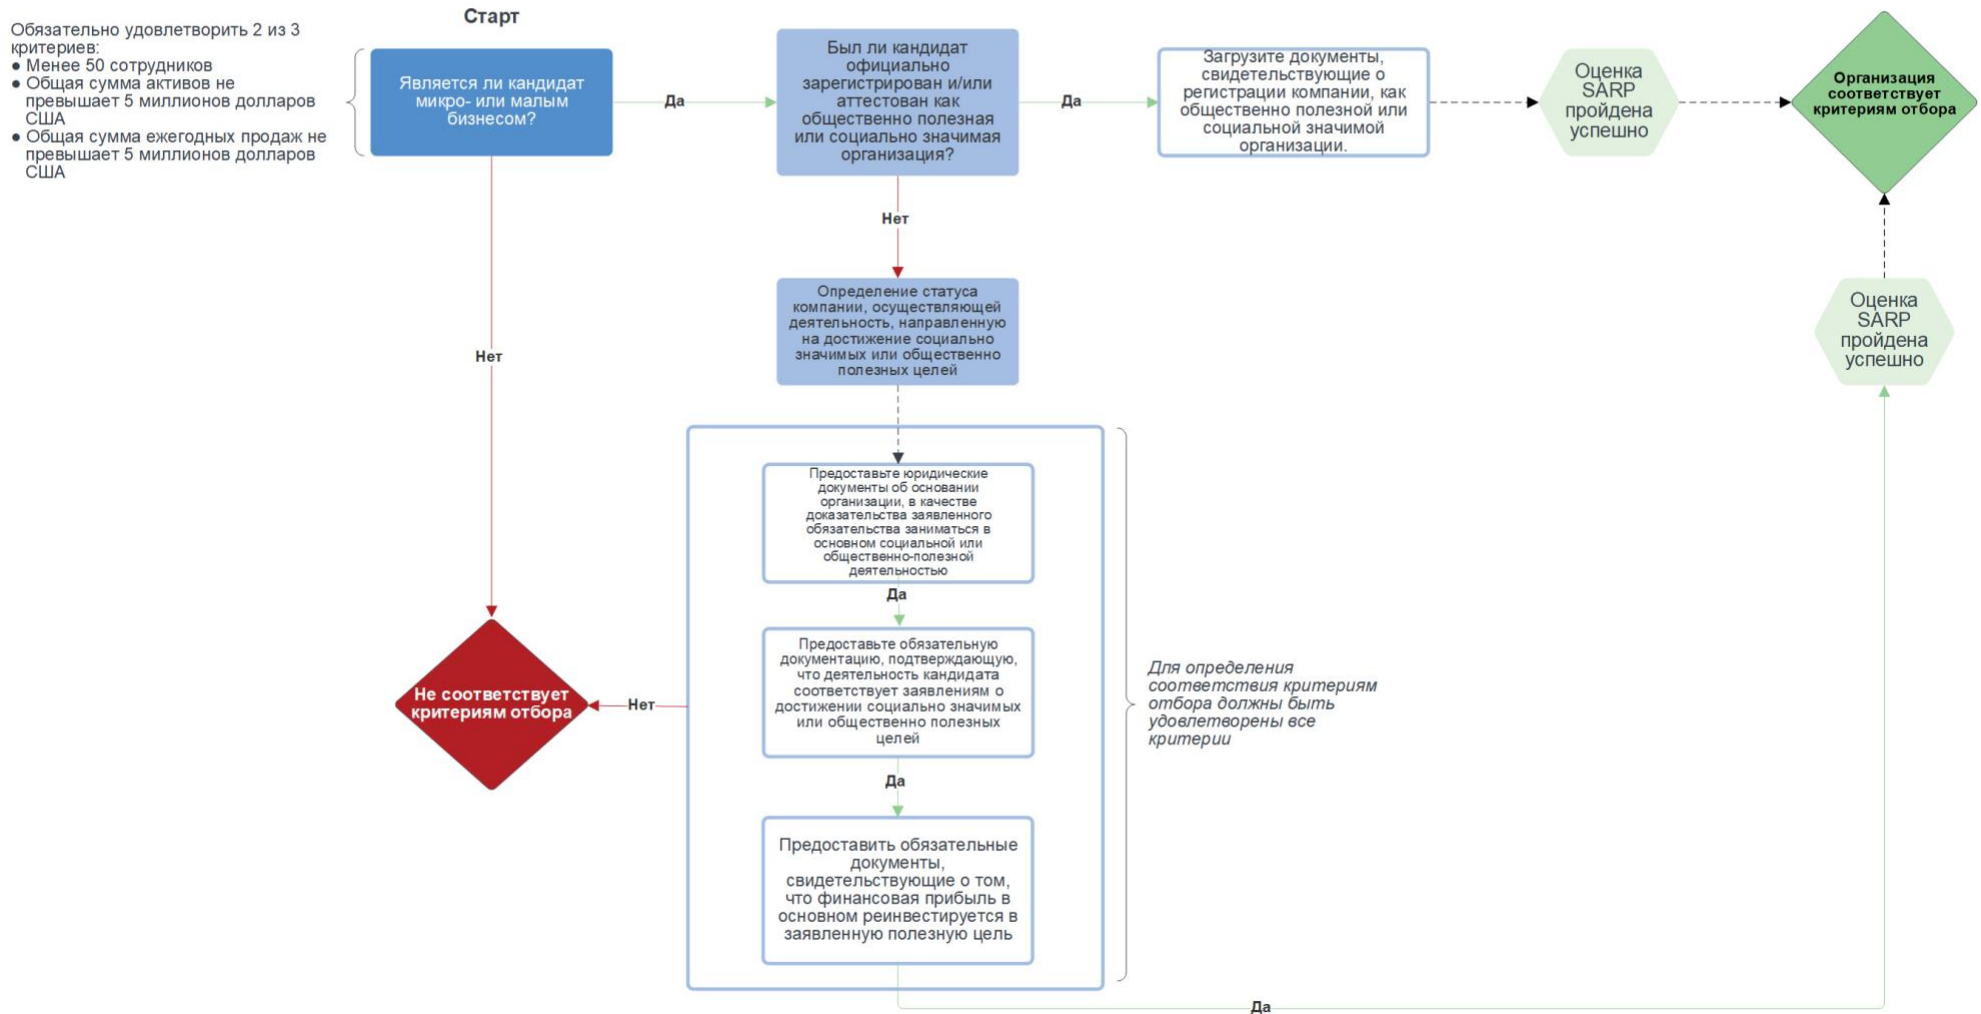 Старт
Обязательно удовлетворить 2 из 3
критериев:
● Менее 50 сотрудников
● Общая сумма активов не
превышает 5 миллионов долларов
США
● Общая сумма ежегодных продаж не
превышает 5 миллионов долларов
США
Является ли кандидат
микро- или малым
бизнесом?
Да
Был ли кандидат
официально
зарегистрирован и/или
аттестован как
общественно полезная
или социально значимая
организация?
Да
Загрузите документы,
свидетельствующие о
регистрации компании, как
общественно полезной или
социальной значимой
организации.
Оценка
SARP
пройдена
успешно
Организация
соответствует
критериям отбора
Нет
Определение статуса
компании, осуществляющей
деятельность, направленную
на достижение социально
значимых или общественно
полезных целей
Оценка
SARP
пройдена
успешно
Нет
Предоставьте юридические
документы об основании
организации, в качестве
доказательства заявленного
обязательства заниматься в
основном социальной или
общественно-полезной
деятельностью
Да
Предоставьте обязательную
документацию, подтверждающую,
что деятельность кандидата
соответствует заявлениям о
достижении социально значимых
или общественно полезных
целей
Не соответствует
критериям отбора
Нет
Для определения
соответствия критериям
отбора должны быть
удовлетворены все
критерии
Да
Предоставить обязательные
документы,
свидетельствующие о том,
что финансовая прибыль в
основном реинвестируется в
заявленную полезную цель
Да